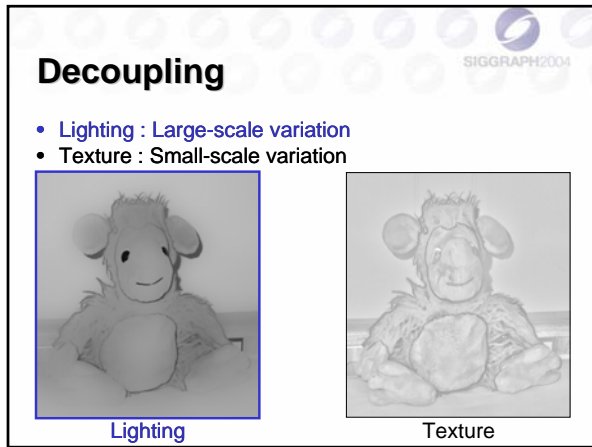 SIGGRAPH2004
Decoupling
• Lighting : Large-scale variation
• Texture : Small-scale variation
Lighting
Texture